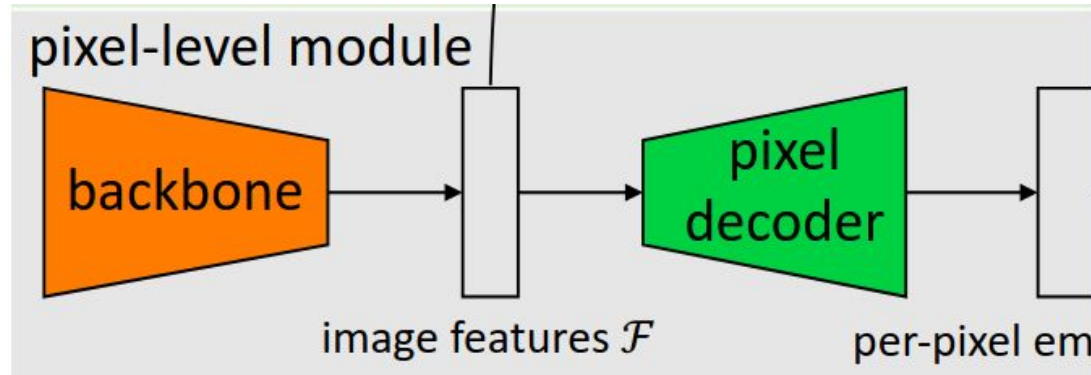 pixel-level module
backbone
pixel
decoder
image features ℱ
per-pixel em